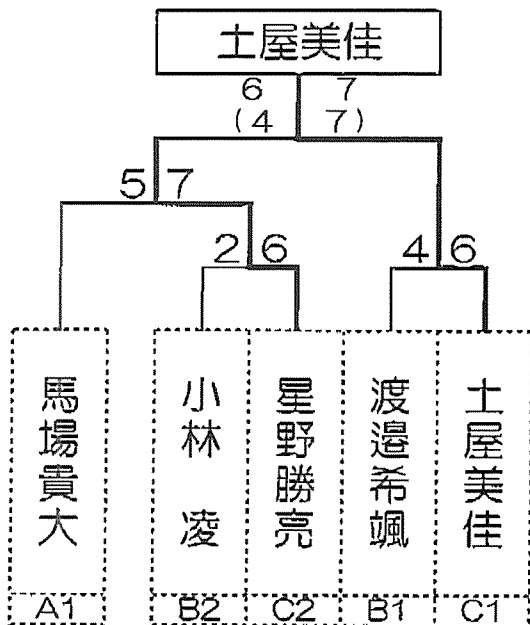 土屋美佳
6 7
(4 7)
5 7
2 6 4 6
馬場貴大
小林 凌
星野勝亮
渡邉希颯
土屋美佳
A1 B2 C2 B1 C1